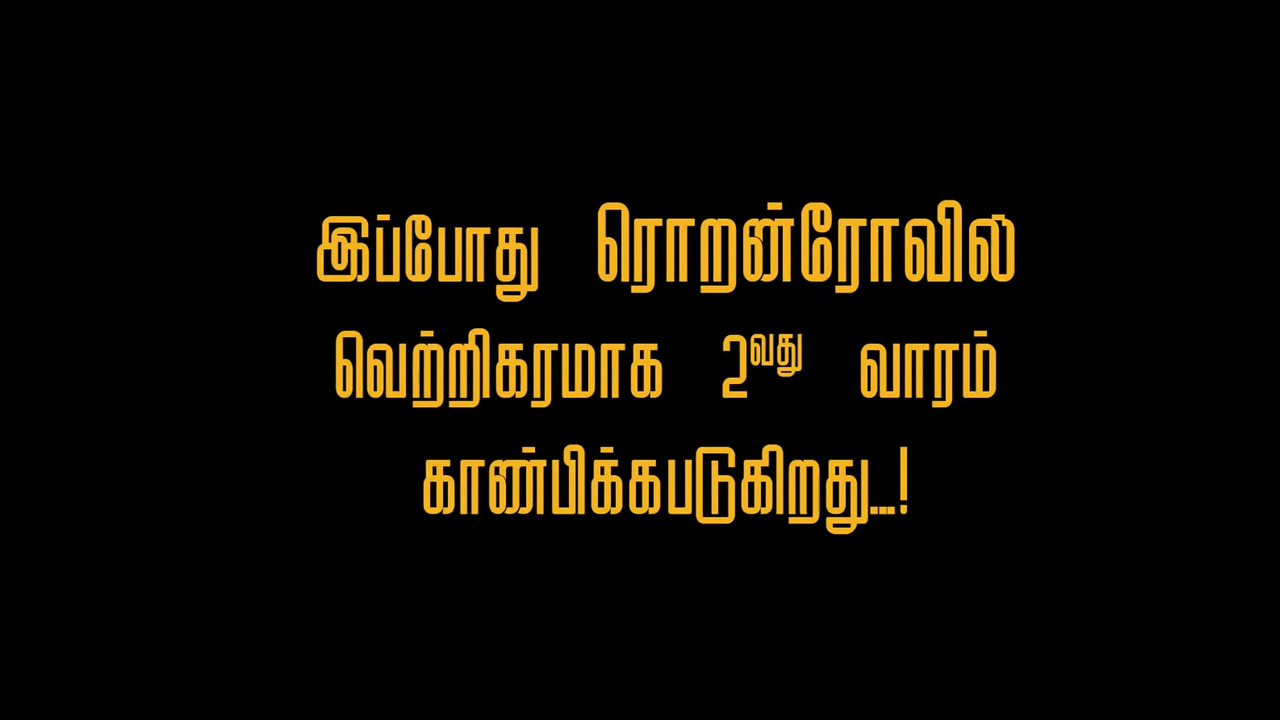 இப்போது ரொறன்ரோவில்
வெற்றிகரமாக 2வது வாரம்
காண்பிக்கபடுகிறது...!